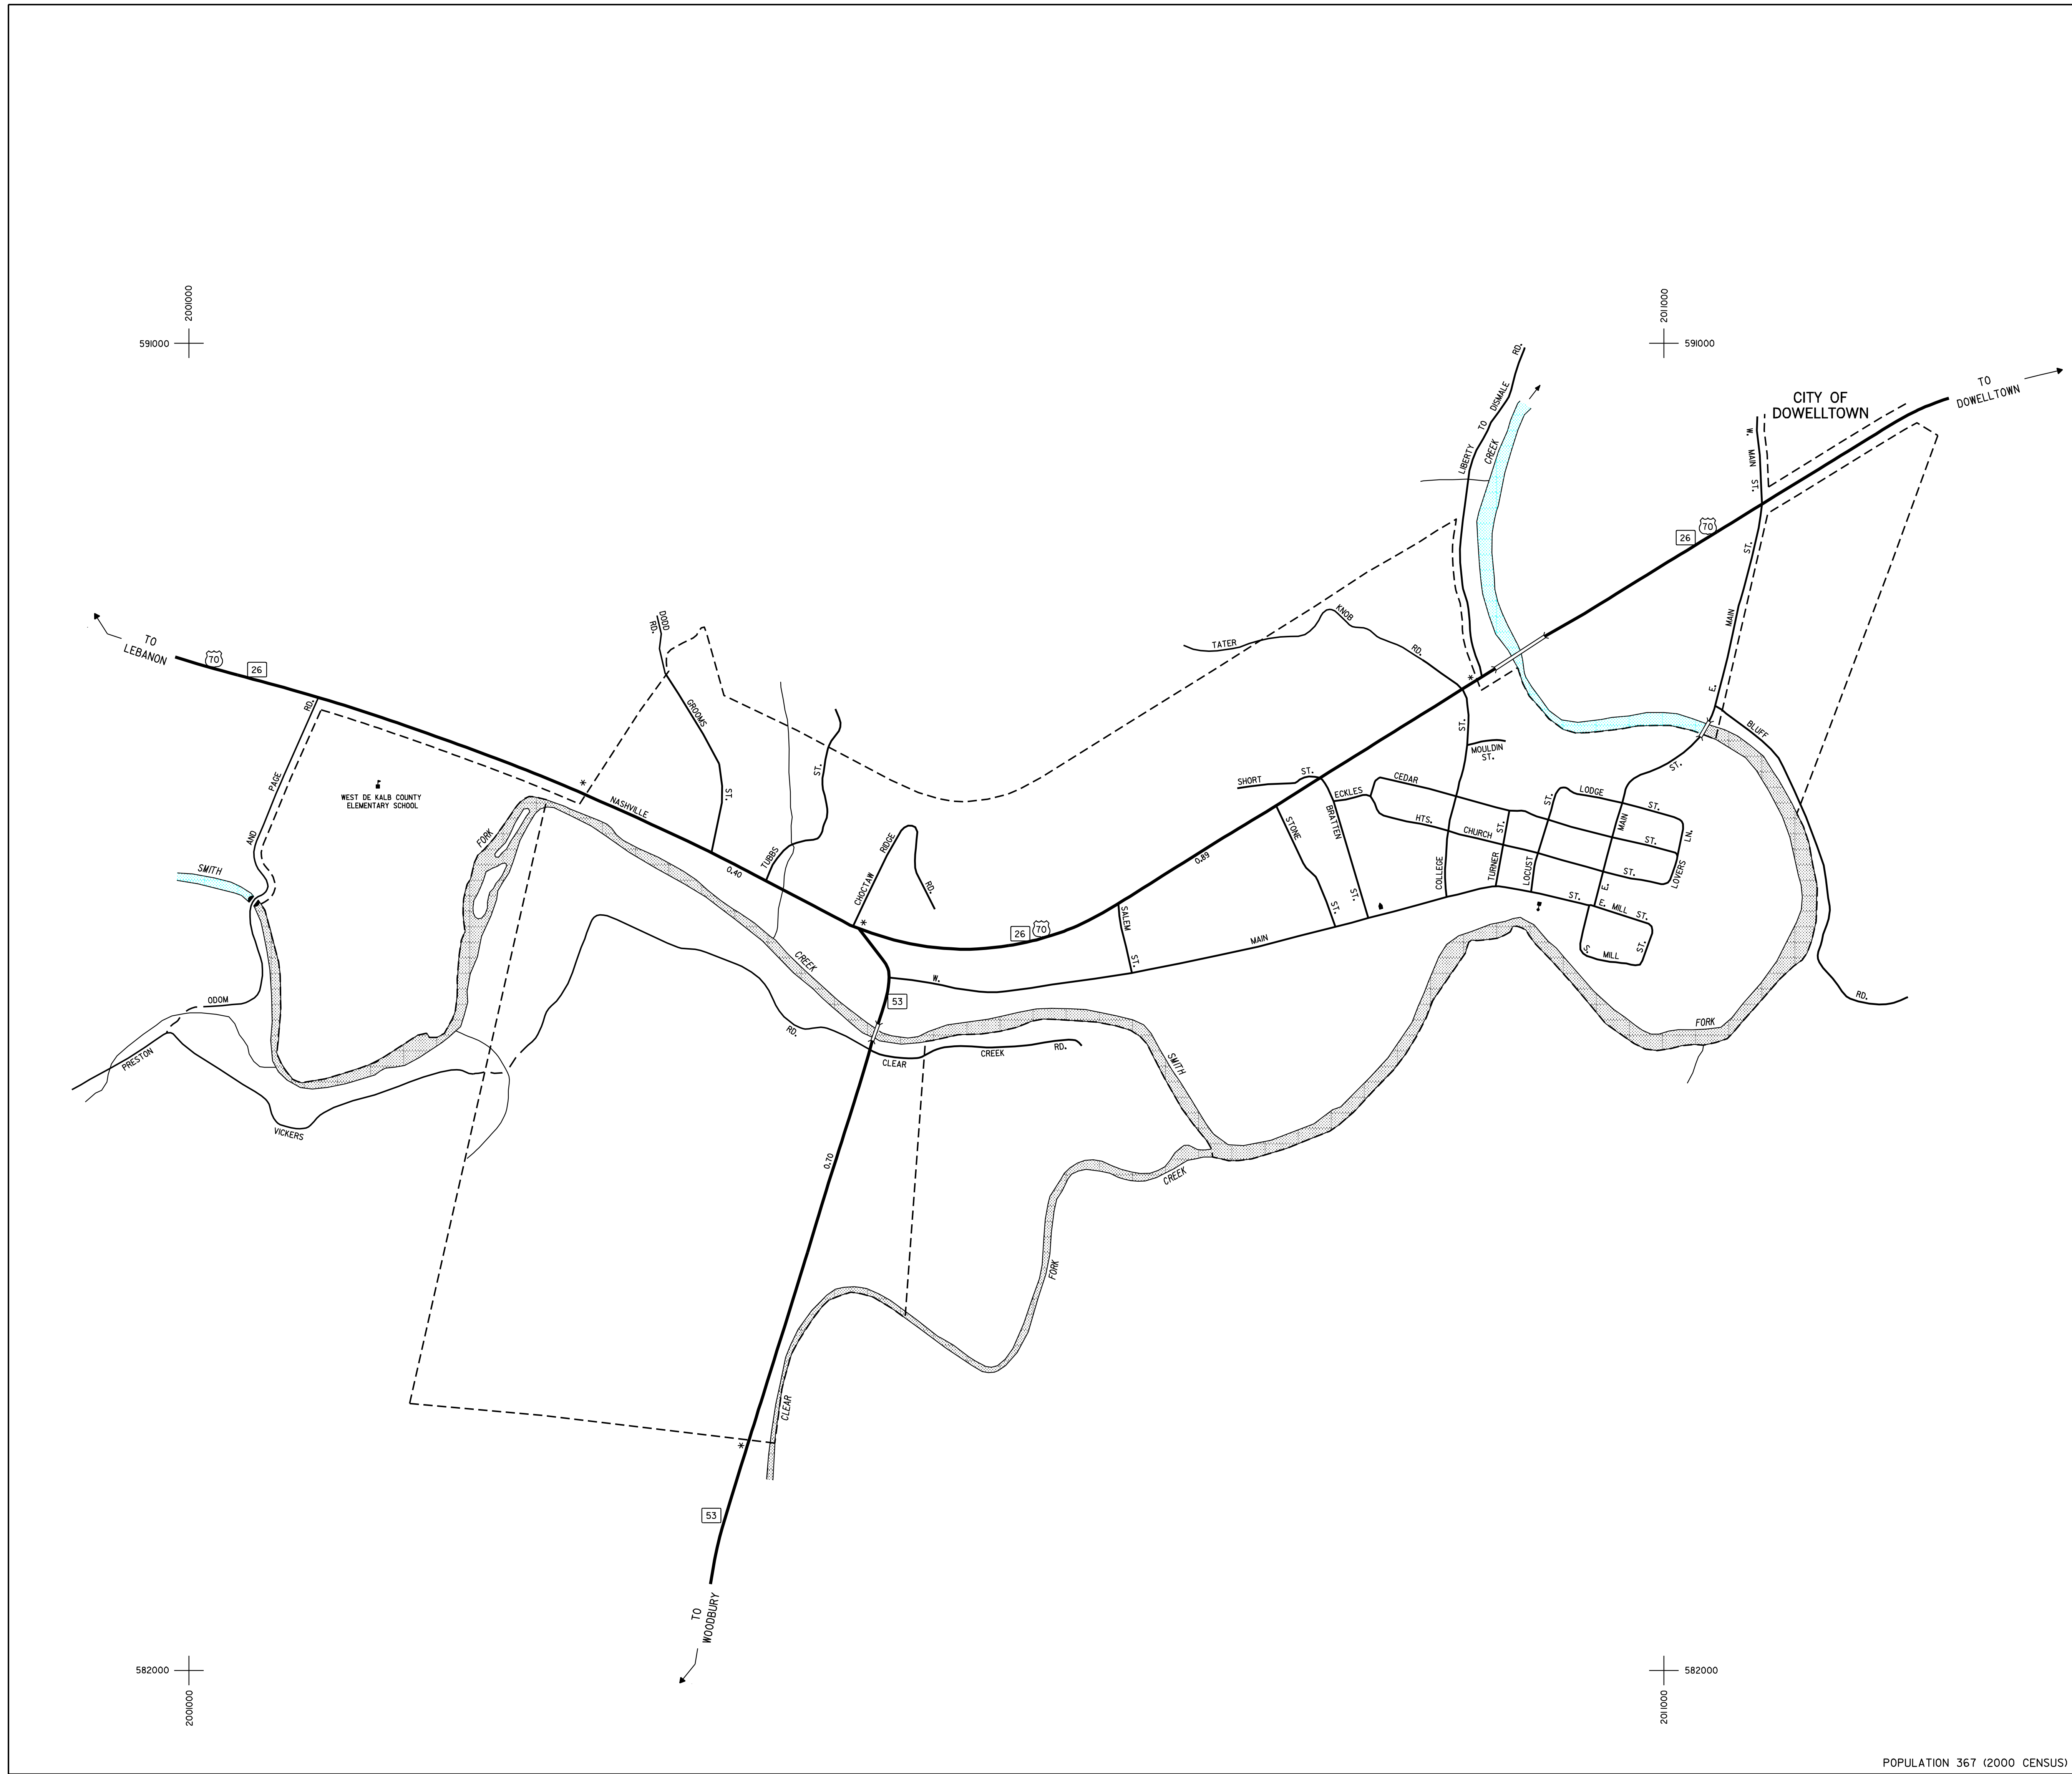 2001000
591000
2011000
591000
CITY OF
DOWELLTOWN
TO
DOWELLTOWN
RD.
DISMALE
TO
LIBERTY
CREEK
W.
MAIN
ST.
26
70
ST.
MAIN
E.
BLUFF
TO
LEBANON
70
26
DODD
RD.
GROOMS
ST.
TATER
KNOB
RD.
RD.
PAGE
AND
WEST DE KALB COUNTY
ELEMENTARY SCHOOL
NASHVILLE
ST.
TUBBS
0.40
CHOCTAW
RIDGE
RD.
SHORT
ST.
ST.
MOULDIN
ST.
ECKLES
CEDAR
HTS.
CHURCH
ST.
LODGE
ST.
ST.
MAIN
ST.
LN.
BRATTEN
ST.
STONE
ST.
0.89
COLLEGE
TURNER
ST.
LOCUST
ST.
LOVERS
E.
SMITH
FORK
CREEK
26
70
SALEM
ST.
MAIN
W.
ST.
E. MILL ST.
S.
MILL
ST.
53
ODOM
PRESTON
VICKERS
RD.
CLEAR
CREEK
RD.
SMITH
FORK
RD.
CREEK
FORK
0.70
CLEAR
53
TO
WOODBURY
582000
2001000
582000
2011000
POPULATION 367 (2000 CENSUS)